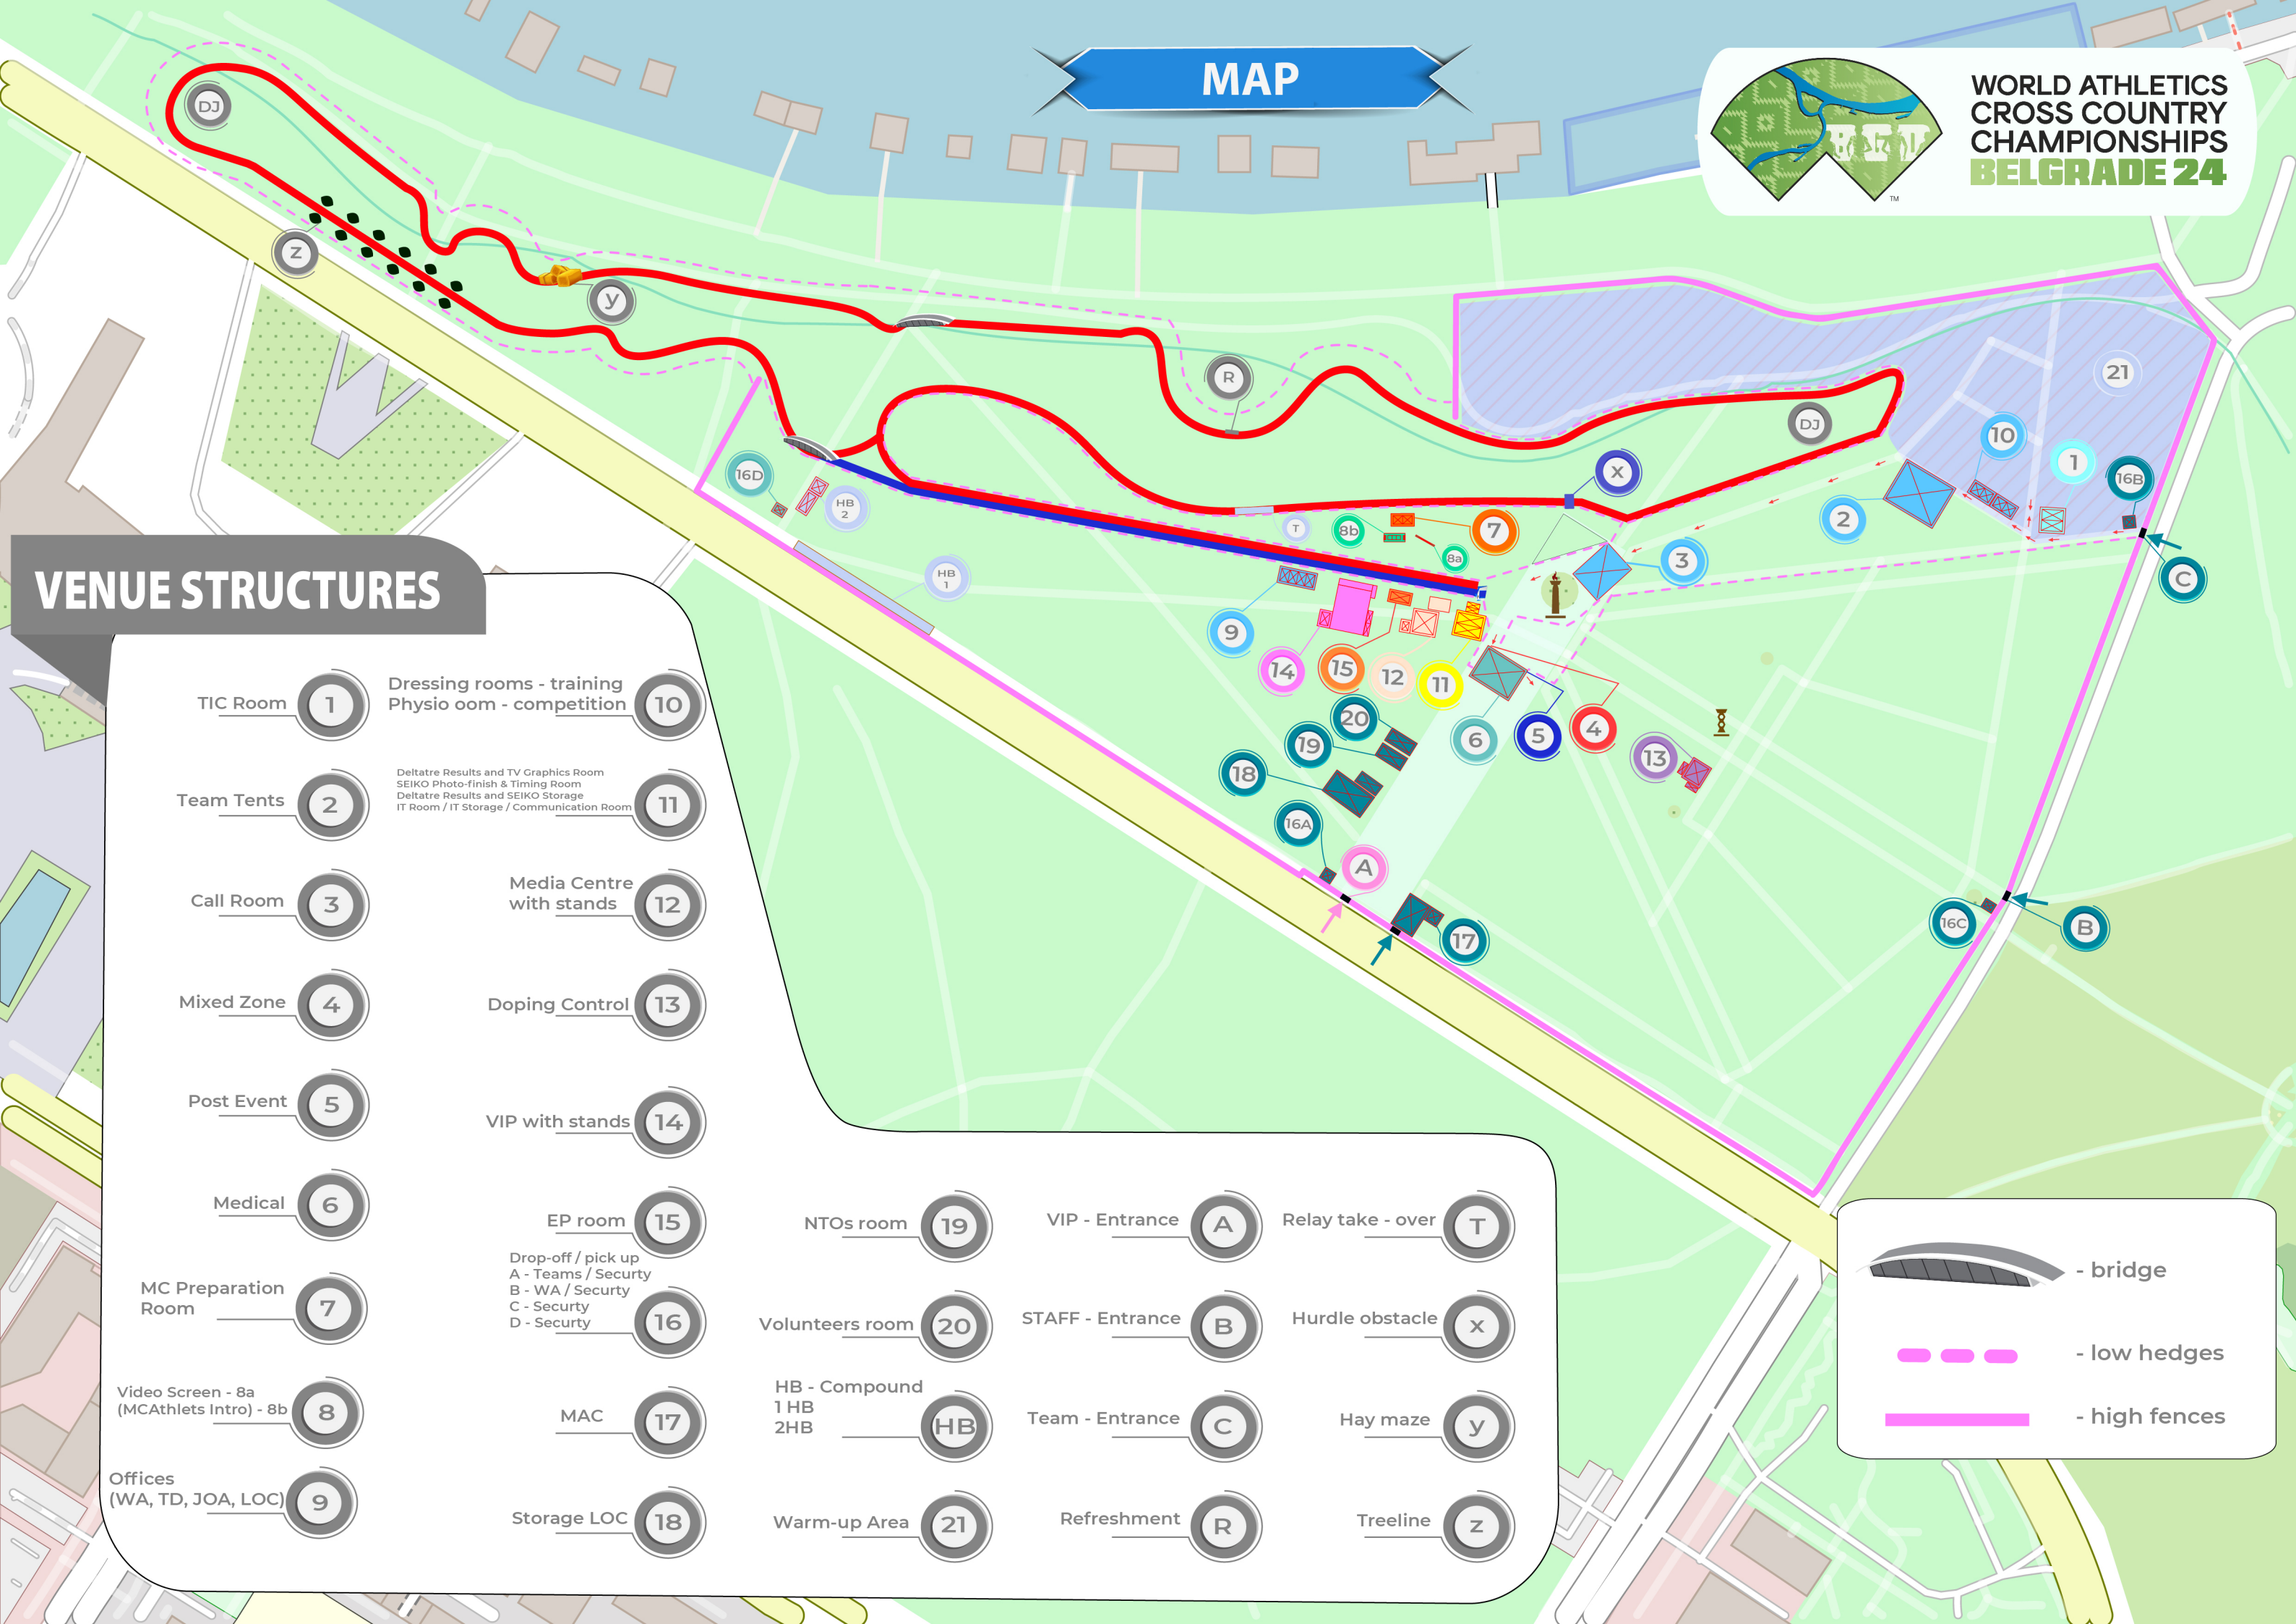 MAP
WORLD ATHLETICS
CROSS COUNTRY
CHAMPIONSHIPS
BELGRADE 24
TM
BGD
DJ
Z
y
R
DJ
21
10
1
16B
X
2
C
16D
HB
2
T
8b
7
8a
3
HB
1
9
14
15
12
11
20
19
6
5
4
13
18
16A
A
17
16C
B
VENUE STRUCTURES
TIC Room
1
Team Tents
2
Call Room
3
Mixed Zone
4
Post Event
5
Medical
6
MC Preparation
Room
7
Video Screen - 8a
(MCAthlets Intro) - 8b
8
Offices
(WA, TD, JOA, LOC)
9
Dressing rooms - training
Physio oom - competition
10
Deltatre Results and TV Graphics Room
SEIKO Photo-finish & Timing Room
Deltatre Results and SEIKO Storage
IT Room / IT Storage / Communication Room
11
Media Centre
with stands
12
Doping Control
13
VIP with stands
14
EP room
15
Drop-off / pick up
A - Teams / Securty
B - WA / Securty
C - Securty
D - Securty
16
MAC
17
Storage LOC
18
NTOs room
19
Volunteers room
20
HB - Compound
1 HB
2HB
HB
Warm-up Area
21
VIP - Entrance
A
STAFF - Entrance
B
Team - Entrance
C
Refreshment
R
Relay take - over
T
Hurdle obstacle
x
Hay maze
y
Treeline
z
- bridge
- low hedges
- high fences